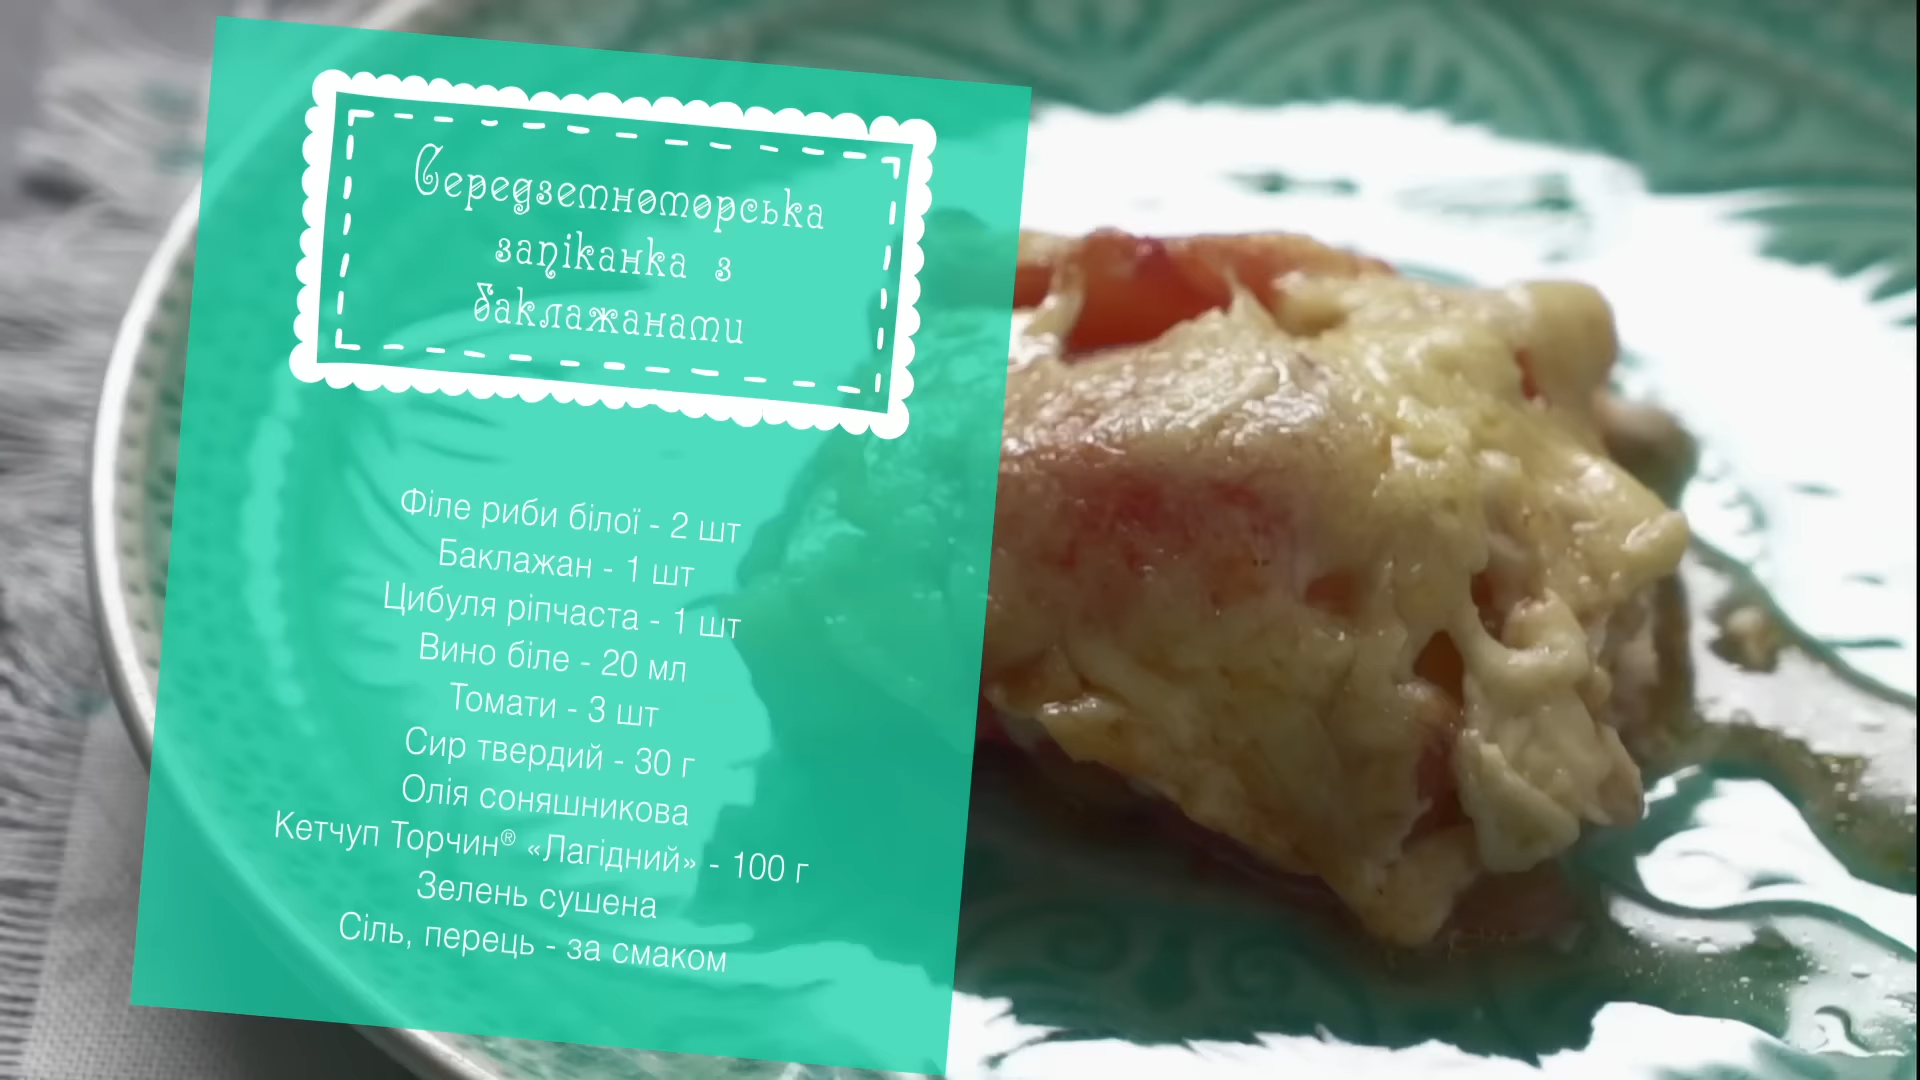 Середземноморська
запіканка з
баклажанами
Філе риби білої - 2 шт
Баклажан - 1 шт
Цибуля ріпчаста - 1 шт
Вино біле - 20 мл
Томати - 3 шт
Сир твердий - 30 г
Олія соняшникова
Кетчуп Торчин® «Лагідний» - 100 г
Зелень сушена
Сіль, перець - за смаком